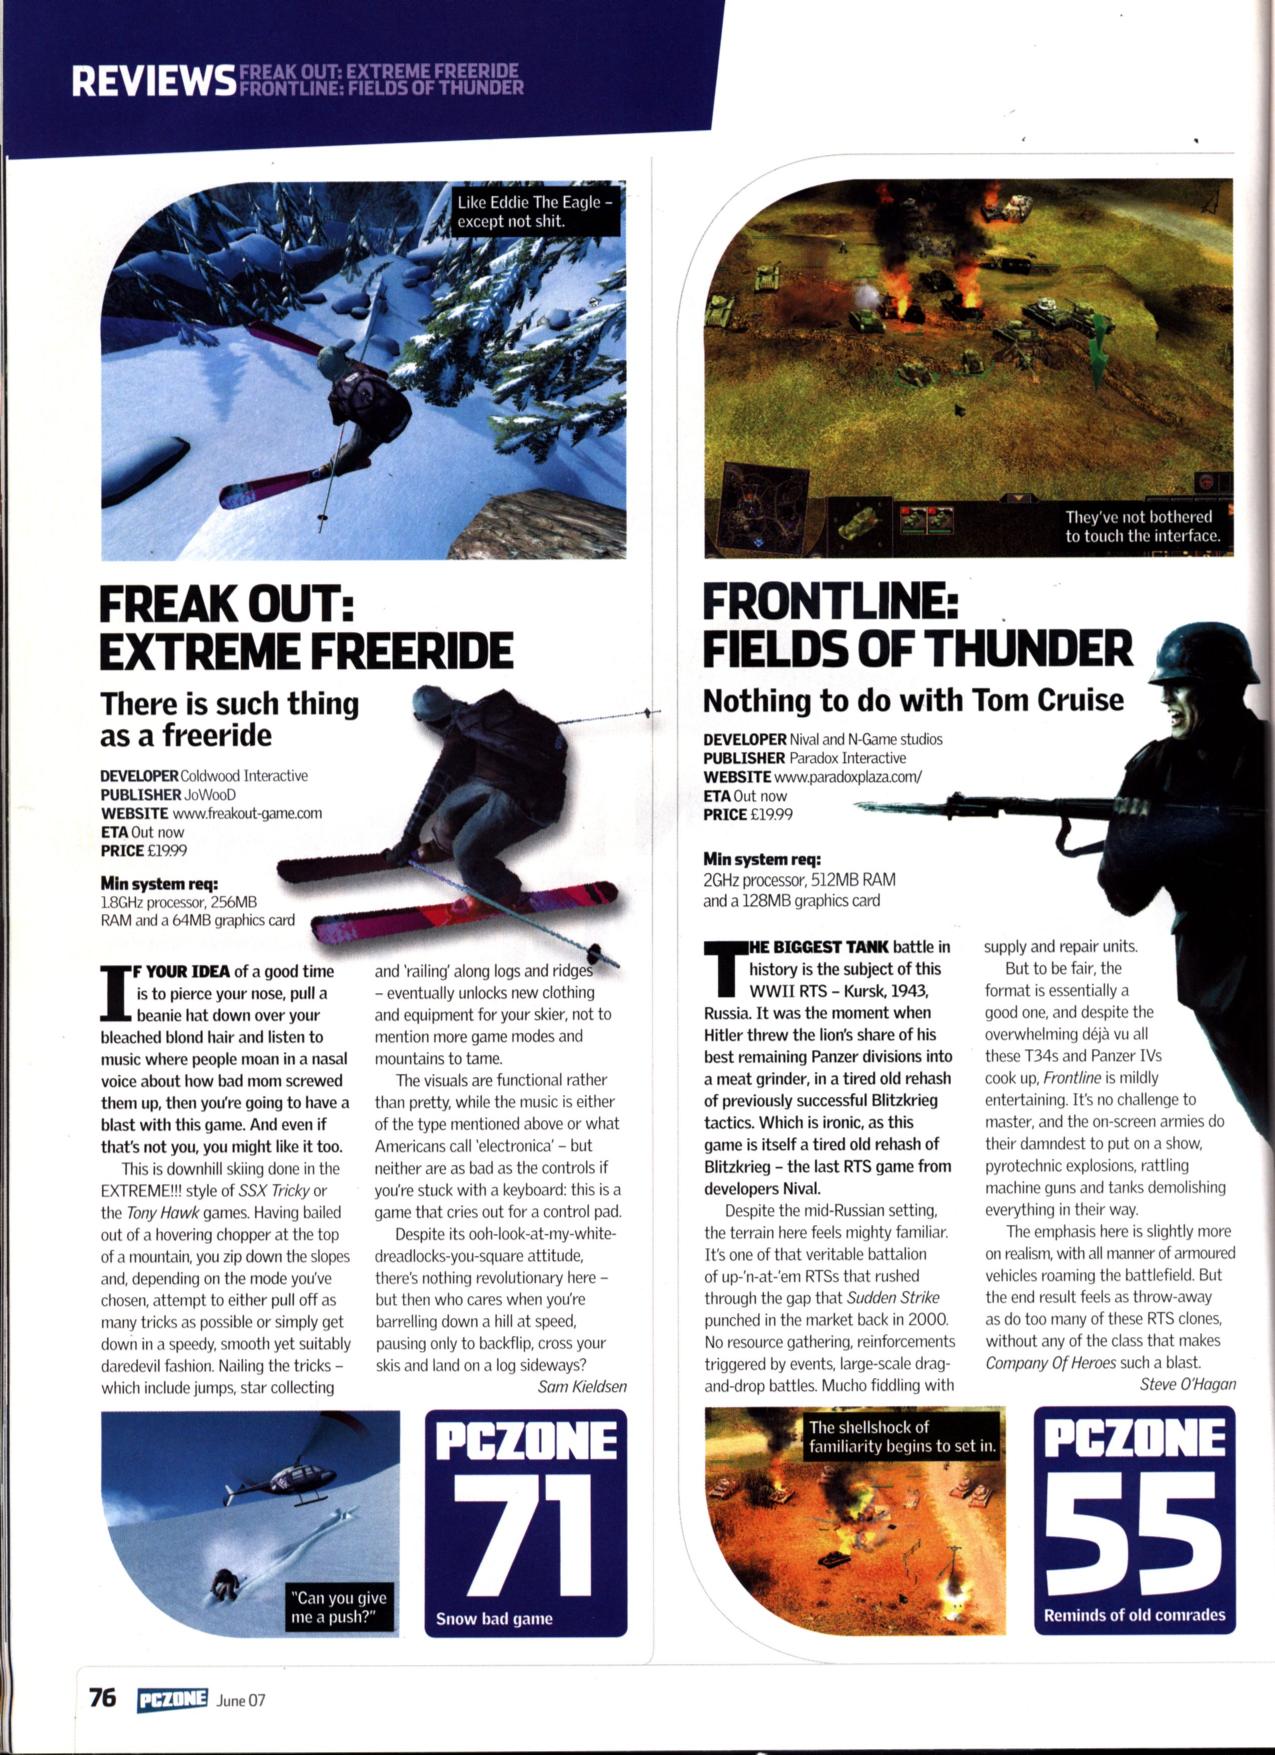 REVIEWS FREAK OUT: EXTREME FREERIDE
FRONTLINE: FIELDS OF THUNDER
Like Eddie The Eagle –
except not shit.
FREAK OUT:
EXTREME FREERIDE
There is such thing
as a freeride
DEVELOPER Coldwood Interactive
PUBLISHER JoWooD
WEBSITE www.freakout-game.com
ETA Out now
PRICE £19.99
Min system req:
1.8GHz processor, 256MB
RAM and a 64MB graphics card
IF YOUR IDEA of a good time
is to pierce your nose, pull a
beanie hat down over your
bleached blond hair and listen to
music where people moan in a nasal
voice about how bad mom screwed
them up, then you're going to have a
blast with this game. And even if
that's not you, you might like it too.
This is downhill skiing done in the
EXTREME!!! style of SSX Tricky or
the Tony Hawk games. Having bailed
out of a hovering chopper at the top
of a mountain, you zip down the slopes
and, depending on the mode you've
chosen, attempt to either pull off as
many tricks as possible or simply get
down in a speedy, smooth yet suitably
daredevil fashion. Nailing the tricks –
which include jumps, star collecting
and 'railing' along logs and ridges
– eventually unlocks new clothing
and equipment for your skier, not to
mention more game modes and
mountains to tame.
The visuals are functional rather
than pretty, while the music is either
of the type mentioned above or what
Americans call 'electronica' – but
neither are as bad as the controls if
you're stuck with a keyboard: this is a
game that cries out for a control pad.
Despite its ooh-look-at-my-white-
dreadlocks-you-square attitude,
there's nothing revolutionary here –
but then who cares when you're
barrelling down a hill at speed,
pausing only to backflip, cross your
skis and land on a log sideways?
Sam Kieldsen
"Can you give
me a push?"
PCZONE
71
Snow bad game
They've not bothered
to touch the interface.
FRONTLINE:
FIELDS OF THUNDER
Nothing to do with Tom Cruise
DEVELOPER Nival and N-Game studios
PUBLISHER Paradox Interactive
WEBSITE www.paradoxplaza.com/
ETA Out now
PRICE £19.99
Min system req:
2GHz processor, 512MB RAM
and a 128MB graphics card
THE BIGGEST TANK battle in
history is the subject of this
WWII RTS – Kursk, 1943,
Russia. It was the moment when
Hitler threw the lion's share of his
best remaining Panzer divisions into
a meat grinder, in a tired old rehash
of previously successful Blitzkrieg
tactics. Which is ironic, as this
game is itself a tired old rehash of
Blitzkrieg – the last RTS game from
developers Nival.
Despite the mid-Russian setting,
the terrain here feels mighty familiar.
It's one of that veritable battalion
of up-'n-at-'em RTSs that rushed
through the gap that Sudden Strike
punched in the market back in 2000.
No resource gathering, reinforcements
triggered by events, large-scale drag-
and-drop battles. Mucho fiddling with
supply and repair units.
But to be fair, the
format is essentially a
good one, and despite the
overwhelming déjà vu all
these T34s and Panzer IVs
cook up, Frontline is mildly
entertaining. It's no challenge to
master, and the on-screen armies do
their damndest to put on a show,
pyrotechnic explosions, rattling
machine guns and tanks demolishing
everything in their way.
The emphasis here is slightly more
on realism, with all manner of armoured
vehicles roaming the battlefield. But
the end result feels as throw-away
as do too many of these RTS clones,
without any of the class that makes
Company Of Heroes such a blast.
Steve O'Hagan
The shellshock of
familiarity begins to set in.
PCZONE
55
Reminds of old comrades
76 PCZONE June 07